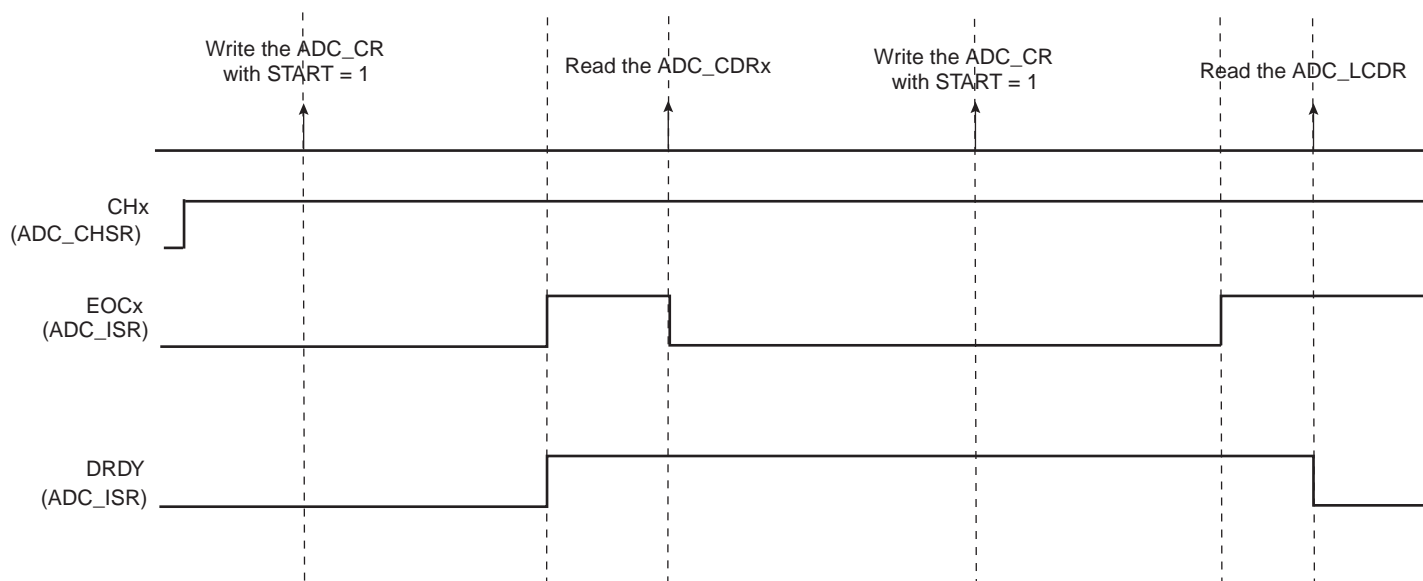 Write the ADC_CR
with START = 1
Read the ADC_CDRx
Write the ADC_CR
with START = 1
Read the ADC_LCDR
CHx
(ADC_CHSR)
EOCx
(ADC_ISR)
DRDY
(ADC_ISR)